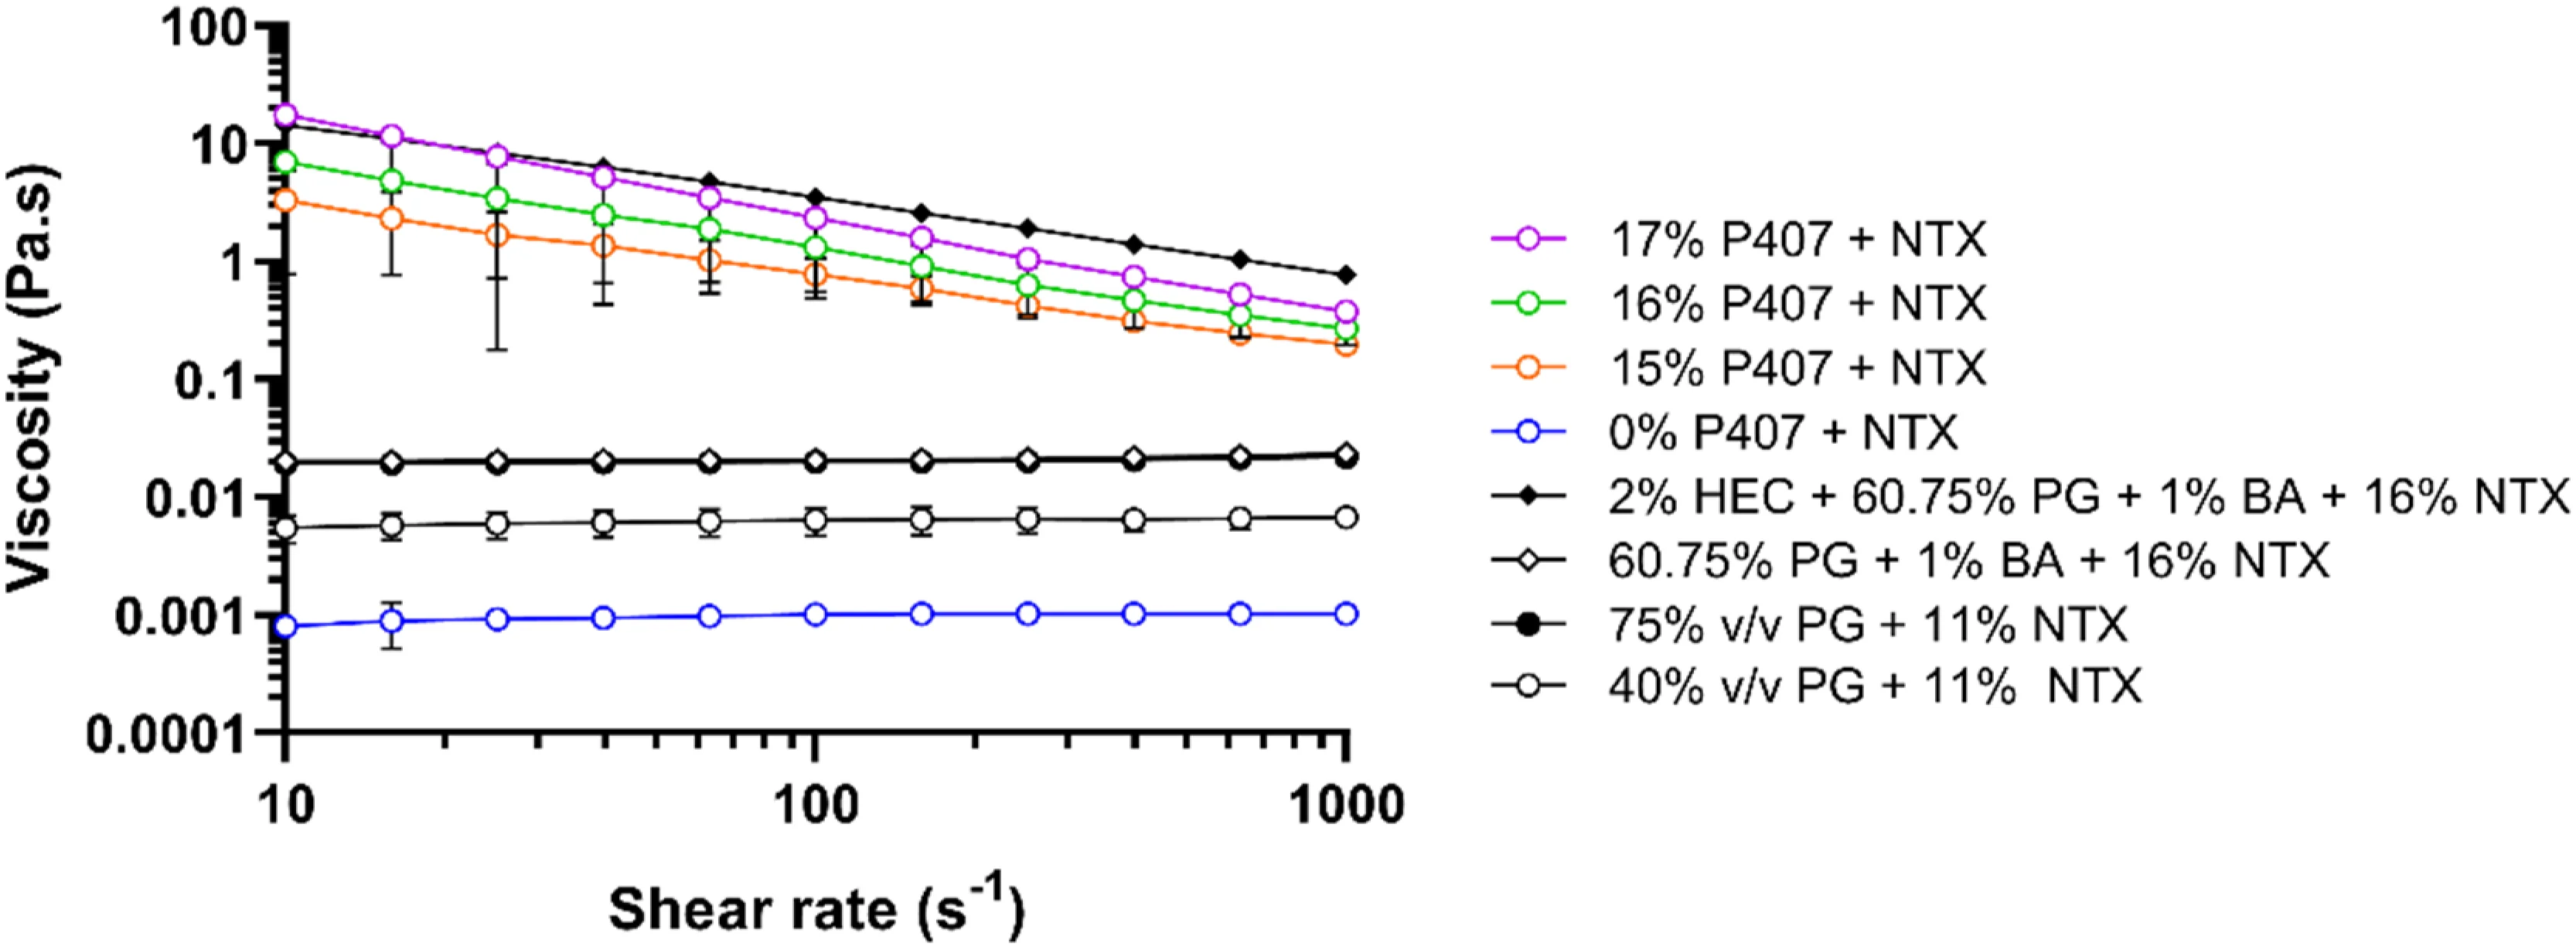 100
10
1
0.1
0.01
0.001
0.0001
Viscosity (Pa.s)
10 100 1000
Shear rate (s⁻¹)
17% P407 + NTX
16% P407 + NTX
15% P407 + NTX
0% P407 + NTX
2% HEC + 60.75% PG + 1% BA + 16% NTX
60.75% PG + 1% BA + 16% NTX
75% v/v PG + 11% NTX
40% v/v PG + 11% NTX